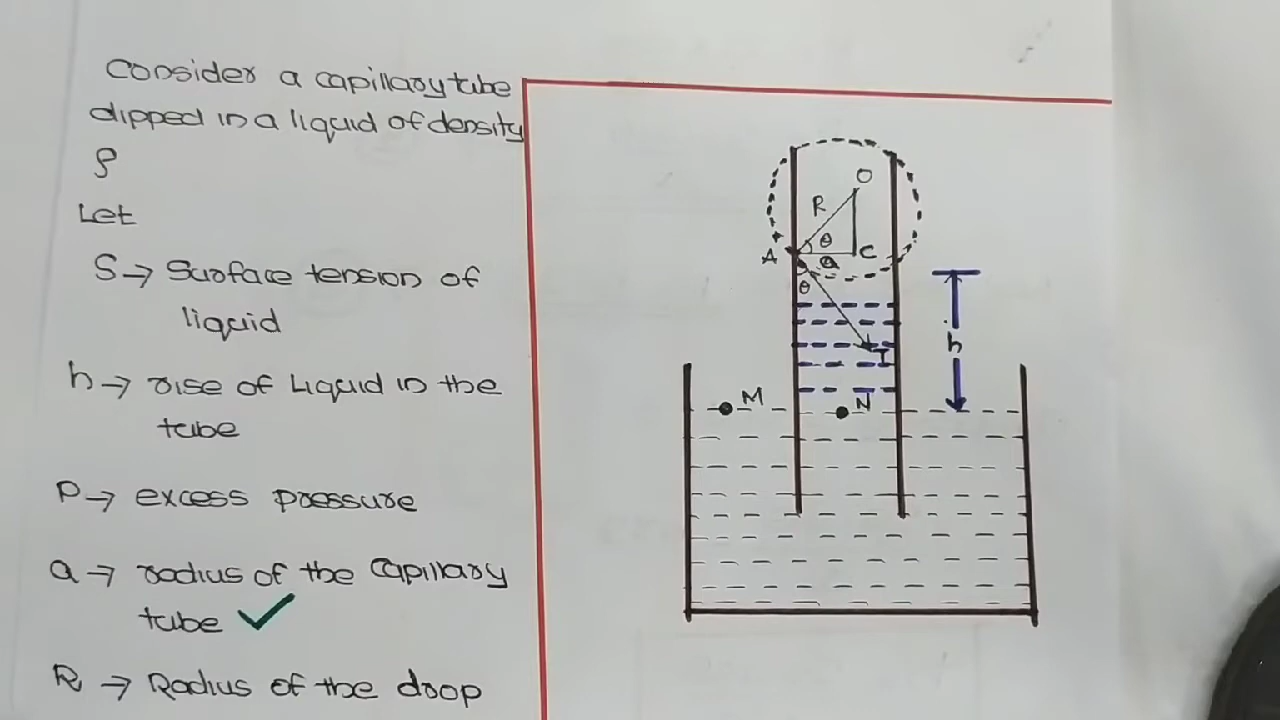 Consider a capillary tube
dipped in a liquid of density
ρ
Let
S → Surface tension of
liquid
h → rise of Liquid in the
tube
P → excess pressure
a → radius of the Capillary
tube ✓
R → Radius of the drop
O
R
θ
A
a
C
θ
T
h
M
N